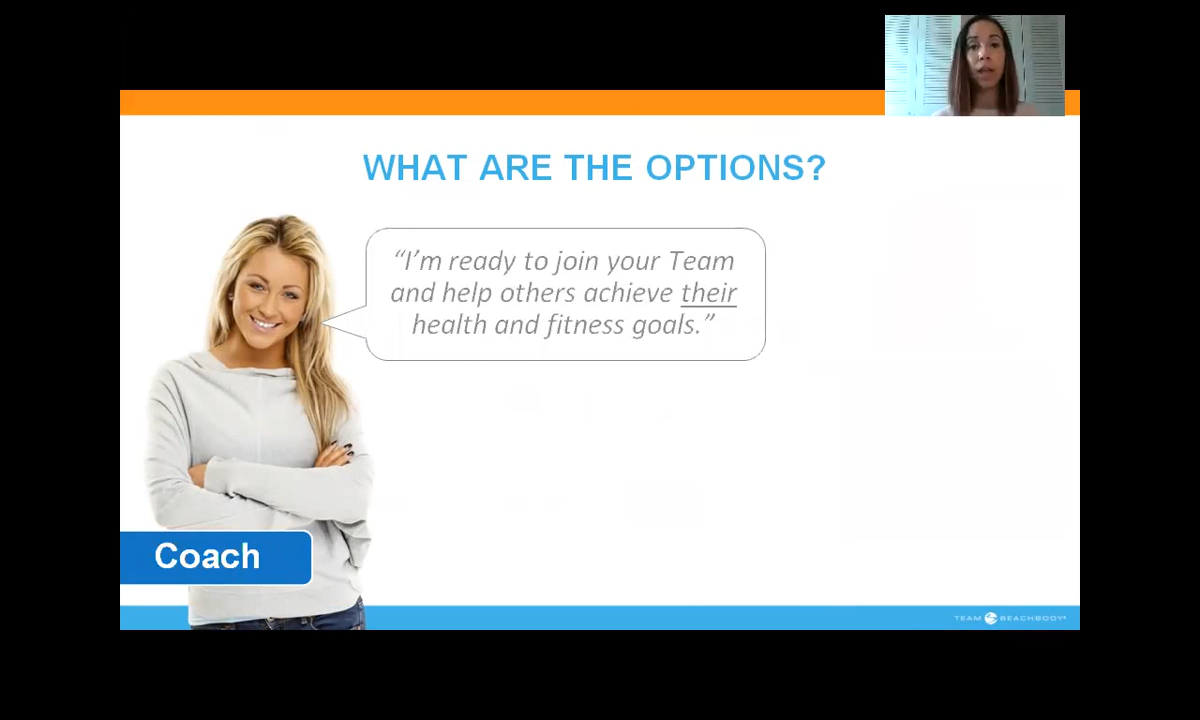 WHAT ARE THE OPTIONS?
“I’m ready to join your Team
and help others achieve their
health and fitness goals.”
Coach
TEAM BEACHBODY®